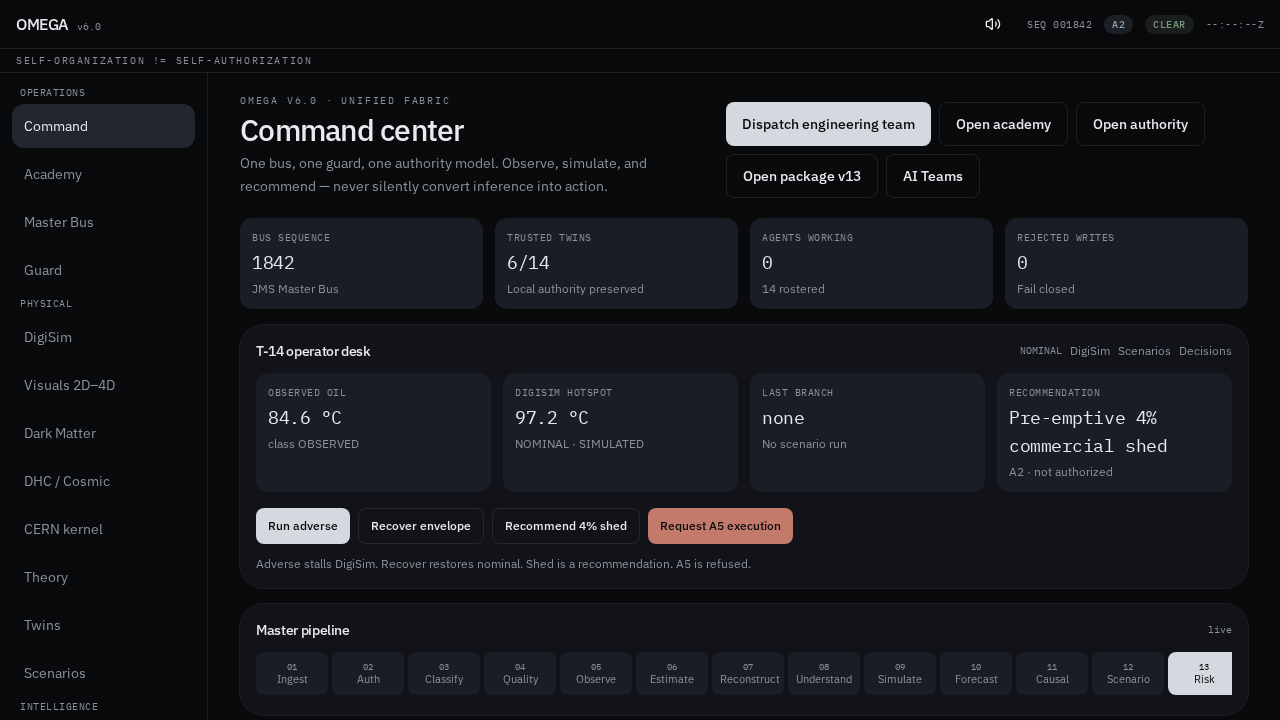 OMEGA v6.0
SEQ 001842 A2 CLEAR --:--:--Z
SELF-ORGANIZATION != SELF-AUTHORIZATION
OPERATIONS
Command
Academy
Master Bus
Guard
PHYSICAL
DigiSim
Visuals 2D–4D
Dark Matter
DHC / Cosmic
CERN kernel
Theory
Twins
Scenarios
INTELLIGENCE
OMEGA V6.0 · UNIFIED FABRIC
Command center
One bus, one guard, one authority model. Observe, simulate, and
recommend — never silently convert inference into action.
Dispatch engineering team Open academy Open authority
Open package v13 AI Teams
BUS SEQUENCE
1842
JMS Master Bus
TRUSTED TWINS
6/14
Local authority preserved
AGENTS WORKING
0
14 rostered
REJECTED WRITES
0
Fail closed
T-14 operator desk
NOMINAL DigiSim Scenarios Decisions
OBSERVED OIL
84.6 °C
class OBSERVED
DIGISIM HOTSPOT
97.2 °C
NOMINAL · SIMULATED
LAST BRANCH
none
No scenario run
RECOMMENDATION
Pre-emptive 4%
commercial shed
A2 · not authorized
Run adverse Recover envelope Recommend 4% shed Request A5 execution
Adverse stalls DigiSim. Recover restores nominal. Shed is a recommendation. A5 is refused.
Master pipeline
live
01 Ingest
02 Auth
03 Classify
04 Quality
05 Observe
06 Estimate
07 Reconstruct
08 Understand
09 Simulate
10 Forecast
11 Causal
12 Scenario
13 Risk